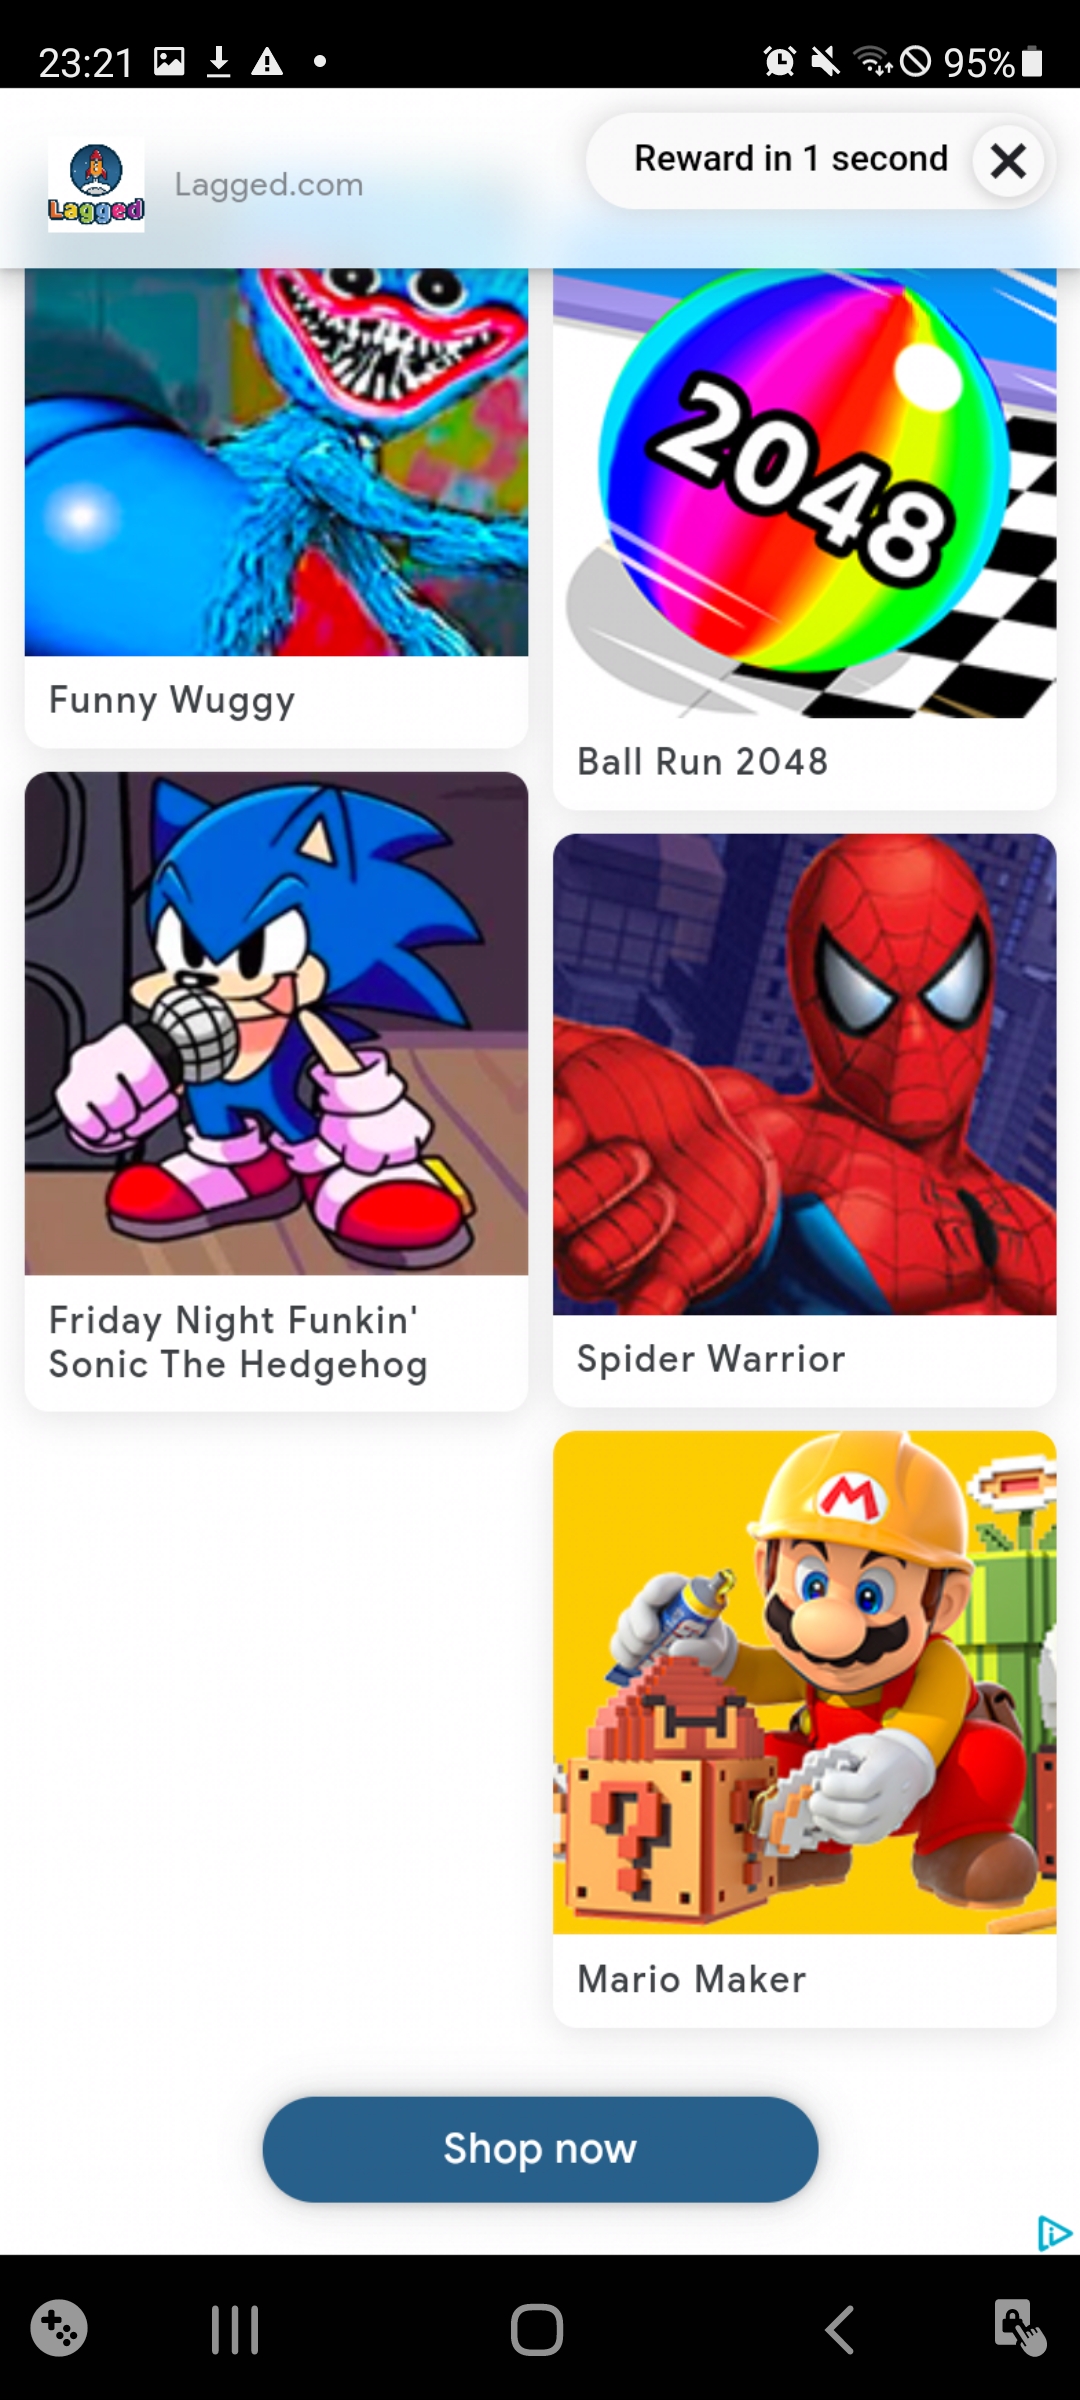 23:21
95%
Lagged
Lagged.com
Reward in 1 second
2048
Funny Wuggy
Ball Run 2048
Friday Night Funkin'
Sonic The Hedgehog
Spider Warrior
M
?
Mario Maker
Shop now